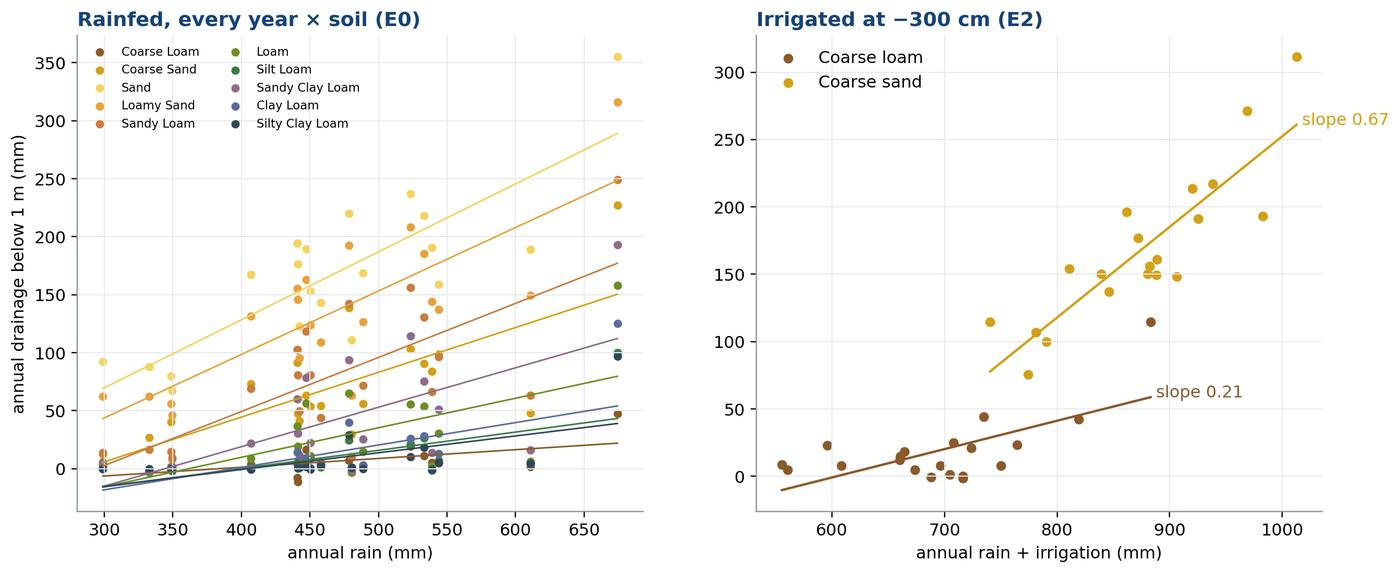 Rainfed, every year × soil (E0)
Coarse Loam
Coarse Sand
Sand
Loamy Sand
Sandy Loam
Loam
Silt Loam
Sandy Clay Loam
Clay Loam
Silty Clay Loam
annual drainage below 1 m (mm)
350
300
250
200
150
100
50
0
300 350 400 450 500 550 600 650
annual rain (mm)
Irrigated at −300 cm (E2)
Coarse loam
Coarse sand
300
250
200
150
100
50
0
slope 0.67
slope 0.21
600 700 800 900 1000
annual rain + irrigation (mm)